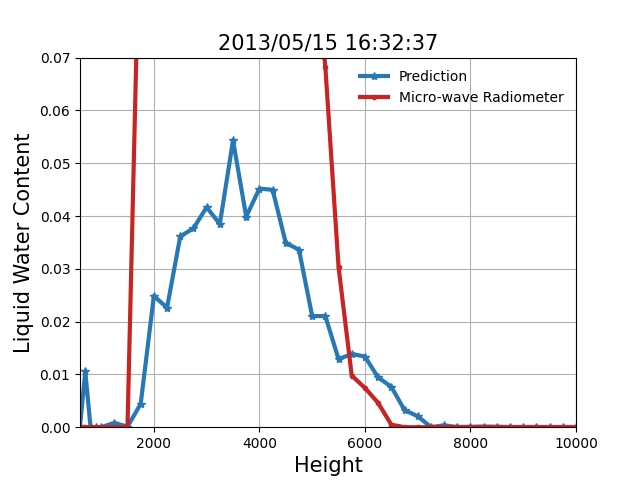 2013/05/15 16:32:37
0.07
0.06
0.05
0.04
0.03
0.02
0.01
0.00
Liquid Water Content
Prediction
Micro-wave Radiometer
2000 4000 6000 8000 10000
Height